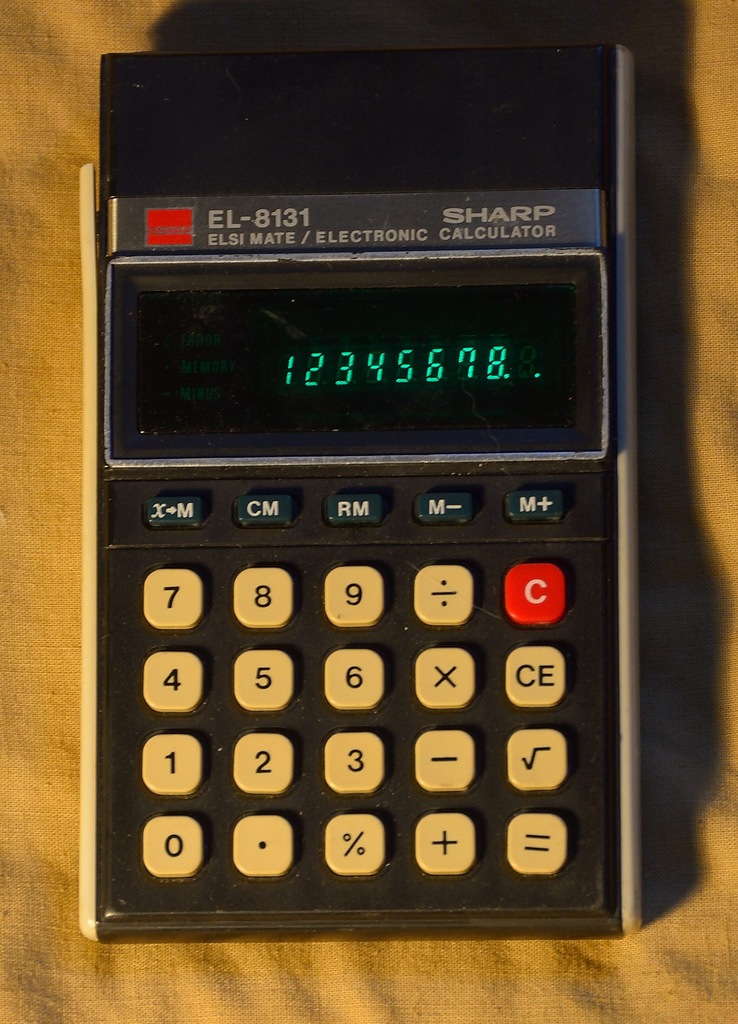 EL-8131 SHARP
ELSI MATE / ELECTRONIC CALCULATOR
ERROR
MEMORY
MINUS
12345678. .
x→M CM RM M− M+
7 8 9 ÷ C
4 5 6 × CE
1 2 3 − √
0 · % + =